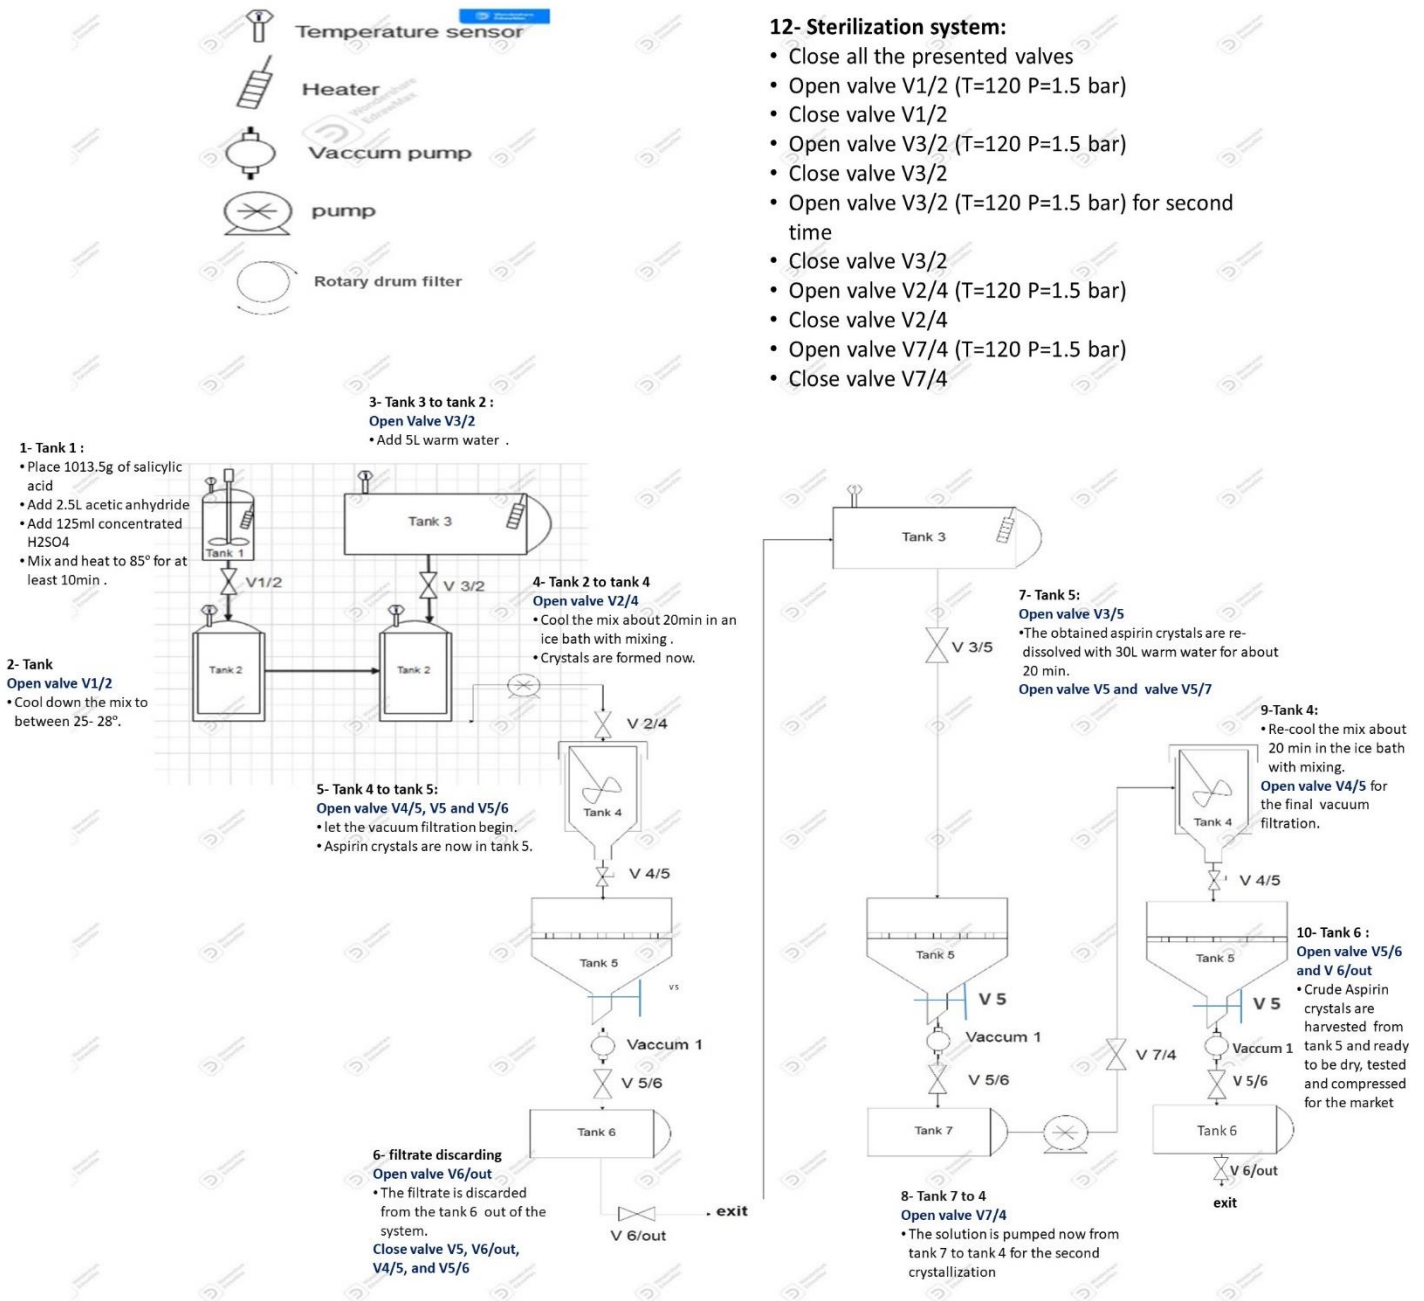 Wondershare
EdrawMax
Temperature sensor
Heater
Wondershare
EdrawMax
Vaccum pump
pump
Rotary drum filter
12- Sterilization system:
• Close all the presented valves
• Open valve V1/2 (T=120 P=1.5 bar)
• Close valve V1/2
• Open valve V3/2 (T=120 P=1.5 bar)
• Close valve V3/2
• Open valve V3/2 (T=120 P=1.5 bar) for second
time
• Close valve V3/2
• Open valve V2/4 (T=120 P=1.5 bar)
• Close valve V2/4
• Open valve V7/4 (T=120 P=1.5 bar)
• Close valve V7/4
3- Tank 3 to tank 2 :
Open Valve V3/2
• Add 5L warm water .
1- Tank 1 :
• Place 1013.5g of salicylic
acid
• Add 2.5L acetic anhydride
• Add 125ml concentrated
H2SO4
• Mix and heat to 85° for at
least 10min .
Tank 1
Tank 3
V1/2
V 3/2
2- Tank
Open valve V1/2
• Cool down the mix to
between 25- 28°.
Tank 2
Tank 2
4- Tank 2 to tank 4
Open valve V2/4
• Cool the mix about 20min in an
ice bath with mixing .
• Crystals are formed now.
V 2/4
Tank 4
5- Tank 4 to tank 5:
Open valve V4/5, V5 and V5/6
• let the vacuum filtration begin.
• Aspirin crystals are now in tank 5.
V 4/5
Tank 5
V 5
Vaccum 1
V 5/6
Tank 6
6- filtrate discarding
Open valve V6/out
• The filtrate is discarded
from the tank 6 out of the
system.
Close valve V5, V6/out,
V4/5, and V5/6
V 6/out
exit
Tank 3
V 3/5
7- Tank 5:
Open valve V3/5
•The obtained aspirin crystals are re-
dissolved with 30L warm water for about
20 min.
Open valve V5 and valve V5/7
Tank 5
V 5
Vaccum 1
V 5/6
Tank 7
8- Tank 7 to 4
Open valve V7/4
• The solution is pumped now from
tank 7 to tank 4 for the second
crystallization
V 7/4
9-Tank 4:
• Re-cool the mix about
20 min in the ice bath
with mixing.
Open valve V4/5 for
the final vacuum
filtration.
Tank 4
V 4/5
Tank 5
V 5
Vaccum 1
V 5/6
Tank 6
V 6/out
exit
10- Tank 6 :
Open valve V5/6
and V 6/out
• Crude Aspirin
crystals are
harvested from
tank 5 and ready
to be dry, tested
and compressed
for the market